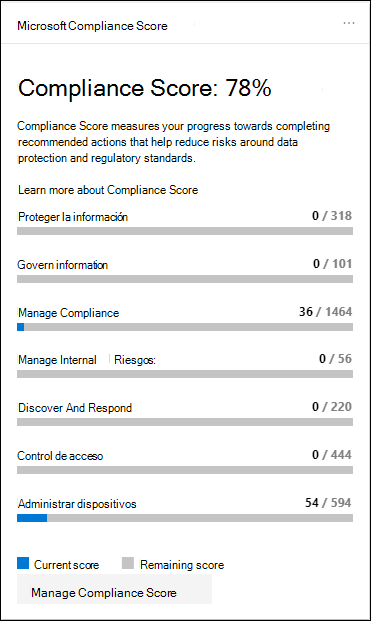 Microsoft Compliance Score
Compliance Score: 78%
Compliance Score measures your progress towards completing
recommended actions that help reduce risks around data
protection and regulatory standards.
Learn more about Compliance Score
Proteger la información 0 / 318
Govern information 0 / 101
Manage Compliance 36 / 1464
Manage Internal Riesgos: 0 / 56
Discover And Respond 0 / 220
Control de acceso 0 / 444
Administrar dispositivos 54 / 594
Current score Remaining score
Manage Compliance Score